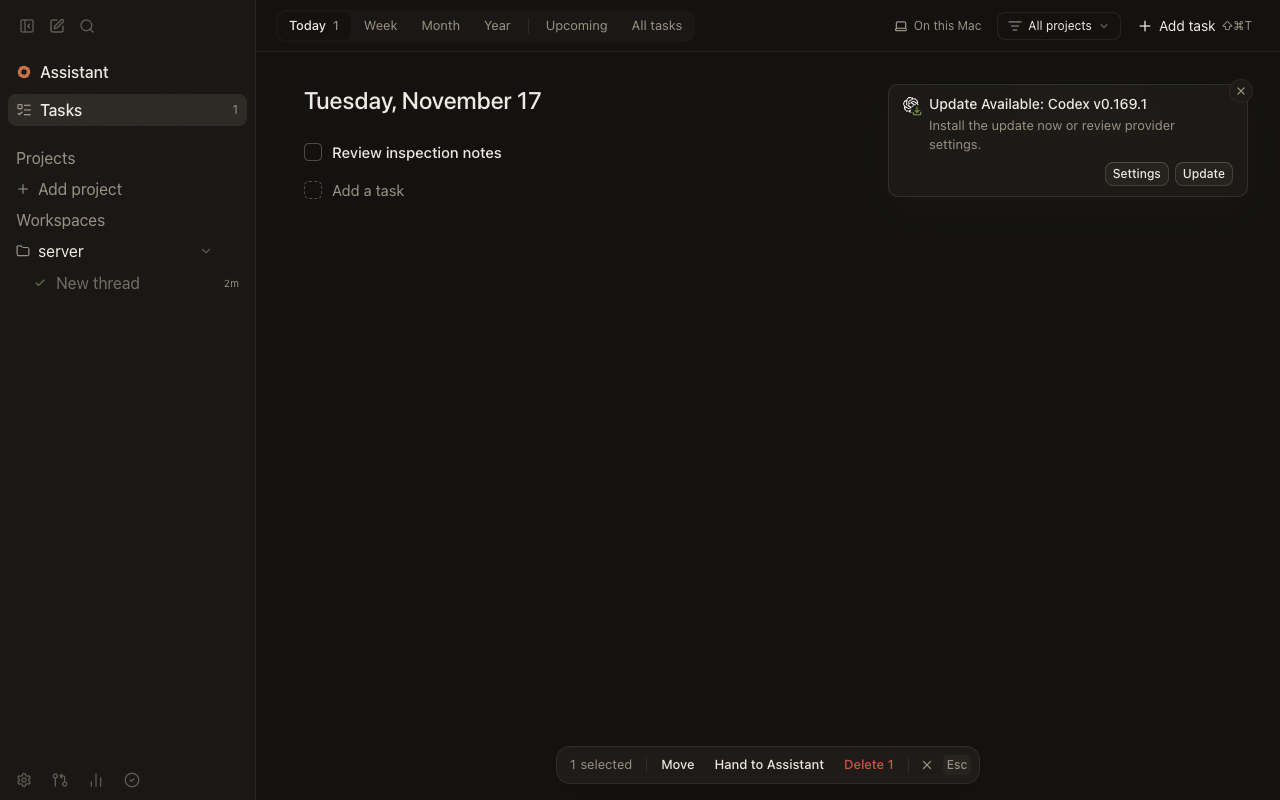 Assistant
Tasks 1
Projects
Add project
Workspaces
server
New thread 2m
Today 1 Week Month Year Upcoming All tasks
On this Mac All projects Add task ⇧⌘T
Tuesday, November 17
Review inspection notes
Add a task
Update Available: Codex v0.169.1
Install the update now or review provider
settings.
Settings Update
1 selected Move Hand to Assistant Delete 1 Esc